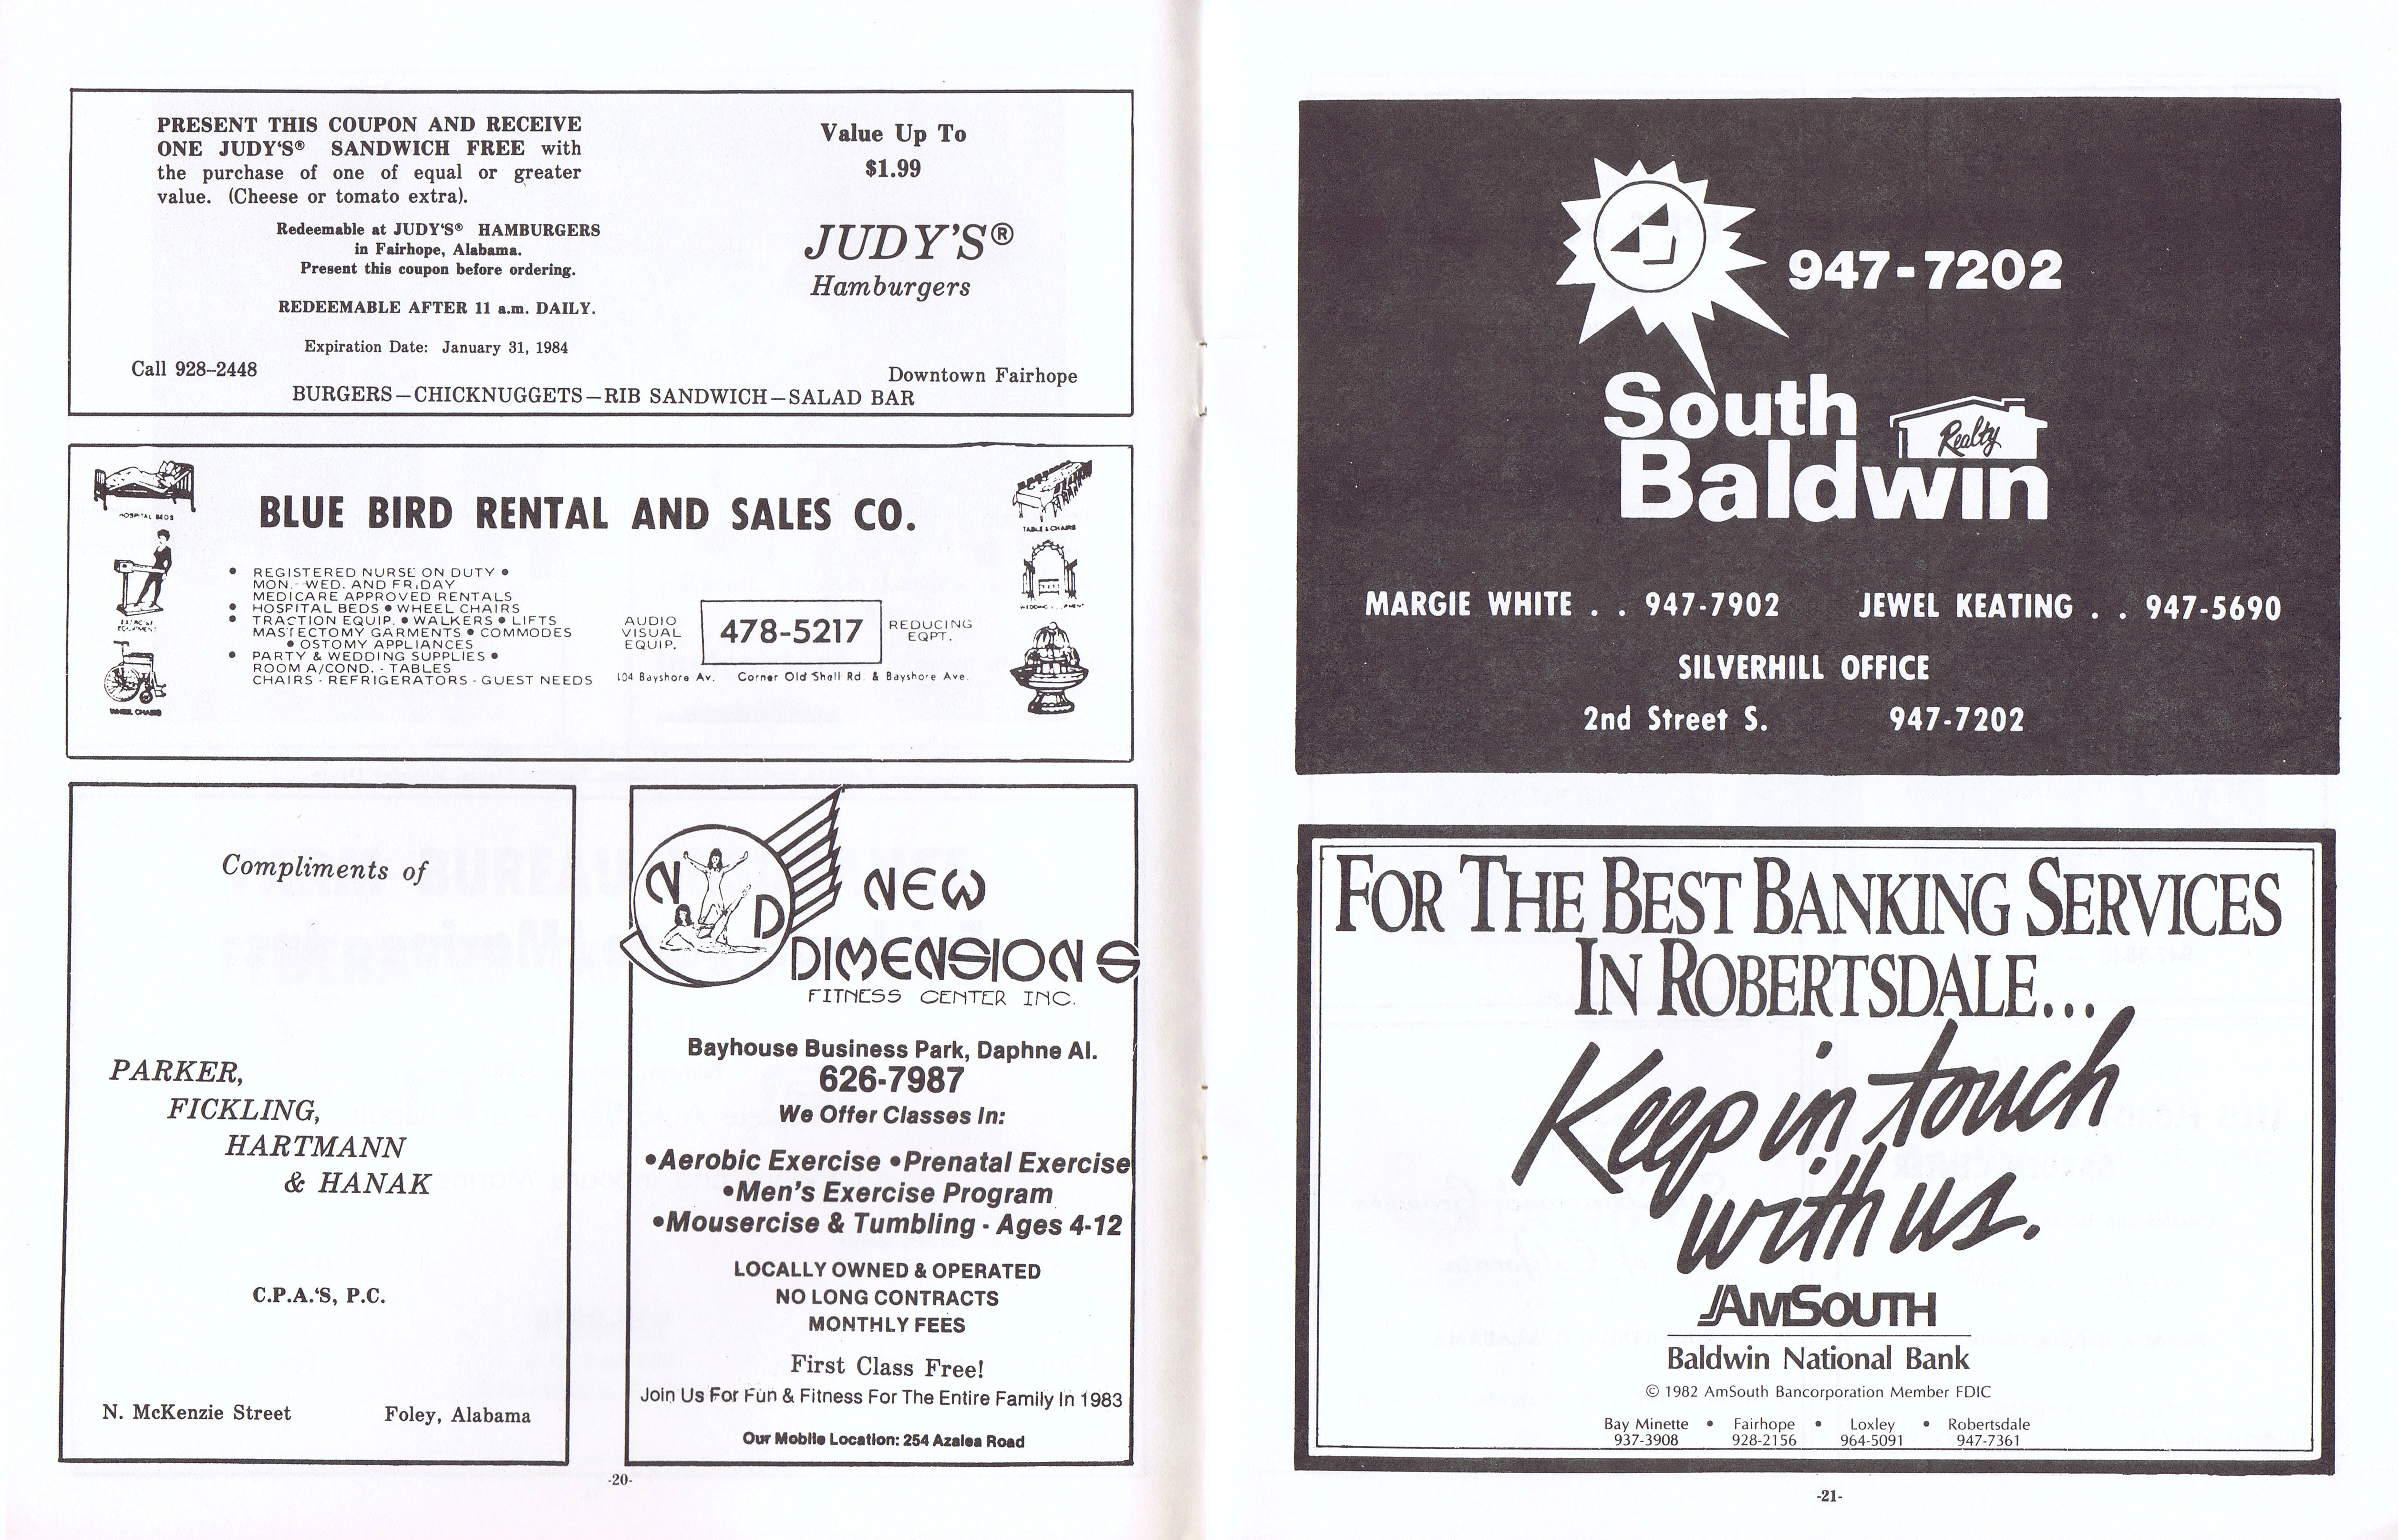 PRESENT THIS COUPON AND RECEIVE
ONE JUDY'S® SANDWICH FREE with
the purchase of one of equal or greater
value. (Cheese or tomato extra).
Redeemable at JUDY'S® HAMBURGERS
in Fairhope, Alabama.
Present this coupon before ordering.
REDEEMABLE AFTER 11 a.m. DAILY.
Expiration Date: January 31, 1984
Call 928-2448
Value Up To
$1.99
JUDY'S®
Hamburgers
Downtown Fairhope
BURGERS—CHICKNUGGETS—RIB SANDWICH—SALAD BAR
HOSPITAL BEDS
EQUIPMENT
WHEEL CHAIRS
BLUE BIRD RENTAL AND SALES CO.
• REGISTERED NURSE ON DUTY •
MON.--WED. AND FRIDAY
MEDICARE APPROVED RENTALS
• HOSPITAL BEDS • WHEEL CHAIRS
• TRACTION EQUIP. • WALKERS • LIFTS
MASTECTOMY GARMENTS • COMMODES
• OSTOMY APPLIANCES
• PARTY & WEDDING SUPPLIES •
ROOM A/COND. - TABLES
CHAIRS - REFRIGERATORS - GUEST NEEDS
AUDIO
VISUAL
EQUIP.
478-5217
REDUCING
EQPT.
104 Bayshore Av. Corner Old Shell Rd. & Bayshore Ave.
TABLE & CHAIRS
WEDDING
Compliments of
PARKER,
FICKLING,
HARTMANN
& HANAK
C.P.A.'S, P.C.
N. McKenzie Street Foley, Alabama
N D
NEW
DIMENSIONS
FITNESS CENTER INC.
Bayhouse Business Park, Daphne Al.
626-7987
We Offer Classes In:
•Aerobic Exercise •Prenatal Exercise
•Men's Exercise Program
•Mousercise & Tumbling - Ages 4-12
LOCALLY OWNED & OPERATED
NO LONG CONTRACTS
MONTHLY FEES
First Class Free!
Join Us For Fun & Fitness For The Entire Family In 1983
Our Mobile Location: 254 Azalea Road
-20-
947-7202
South
Realty
Baldwin
MARGIE WHITE . . 947-7902 JEWEL KEATING . . 947-5690
SILVERHILL OFFICE
2nd Street S. 947-7202
FOR THE BEST BANKING SERVICES
IN ROBERTSDALE...
Keep in touch
with us.
AMSOUTH
Baldwin National Bank
© 1982 AmSouth Bancorporation Member FDIC
Bay Minette • Fairhope • Loxley • Robertsdale
937-3908 928-2156 964-5091 947-7361
-21-